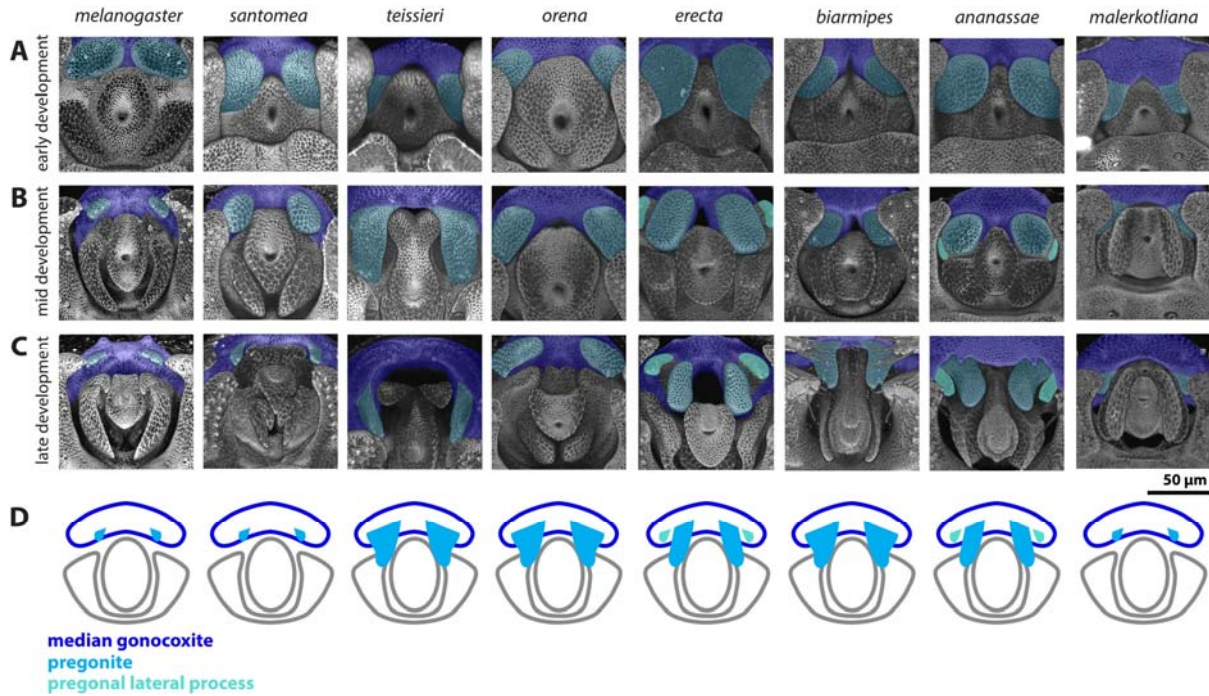 melanogaster santomea teissieri orena erecta biarmipes ananassae malerkotliana
A
early development
B
mid development
C
late development
50 µm
D
median gonocoxite
pregonite
pregonal lateral process